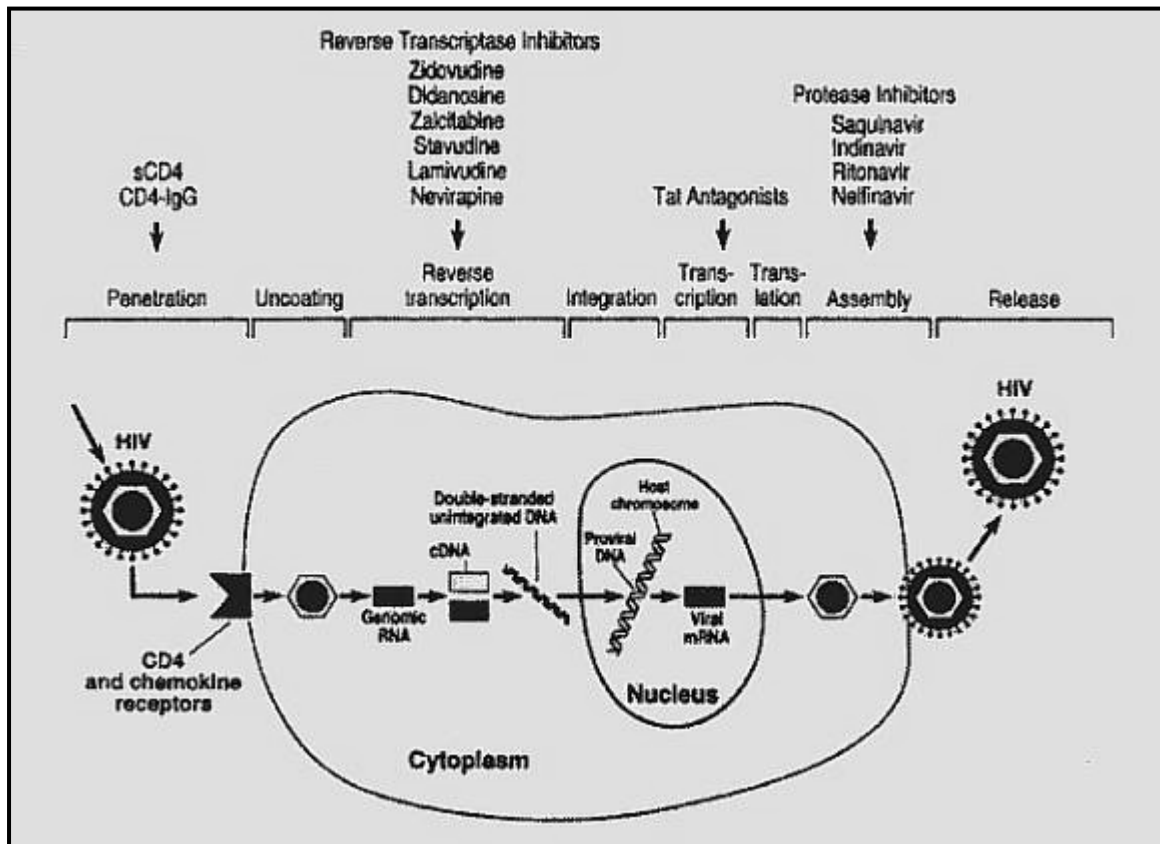 Reverse Transcriptase Inhibitors
Zidovudine
Didanosine
Zalcitabine
Stavudine
Lamivudine
Nevirapine
Protease Inhibitors
Saquinavir
Indinavir
Ritonavir
Nelfinavir
sCD4
CD4-IgG
Tat Antagonists
Penetration
Uncoating
Reverse
transcription
Integration
Trans-
cription
Trans-
lation
Assembly
Release
HIV
HIV
Double-stranded
unintegrated DNA
cDNA
Genomic
RNA
Host
chromosome
Proviral
DNA
Viral
mRNA
CD4
and chemokine
receptors
Nucleus
Cytoplasm